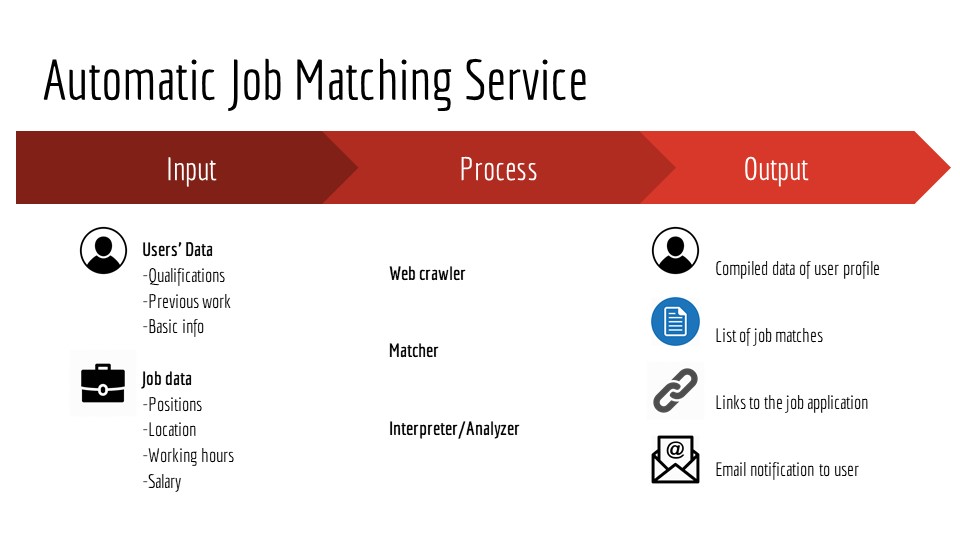 Automatic Job Matching Service
Input
Process
Output
Users' Data
-Qualifications
-Previous work
-Basic info
Job data
-Positions
-Location
-Working hours
-Salary
Web crawler
Matcher
Interpreter/Analyzer
Compiled data of user profile
List of job matches
Links to the job application
@
Email notification to user